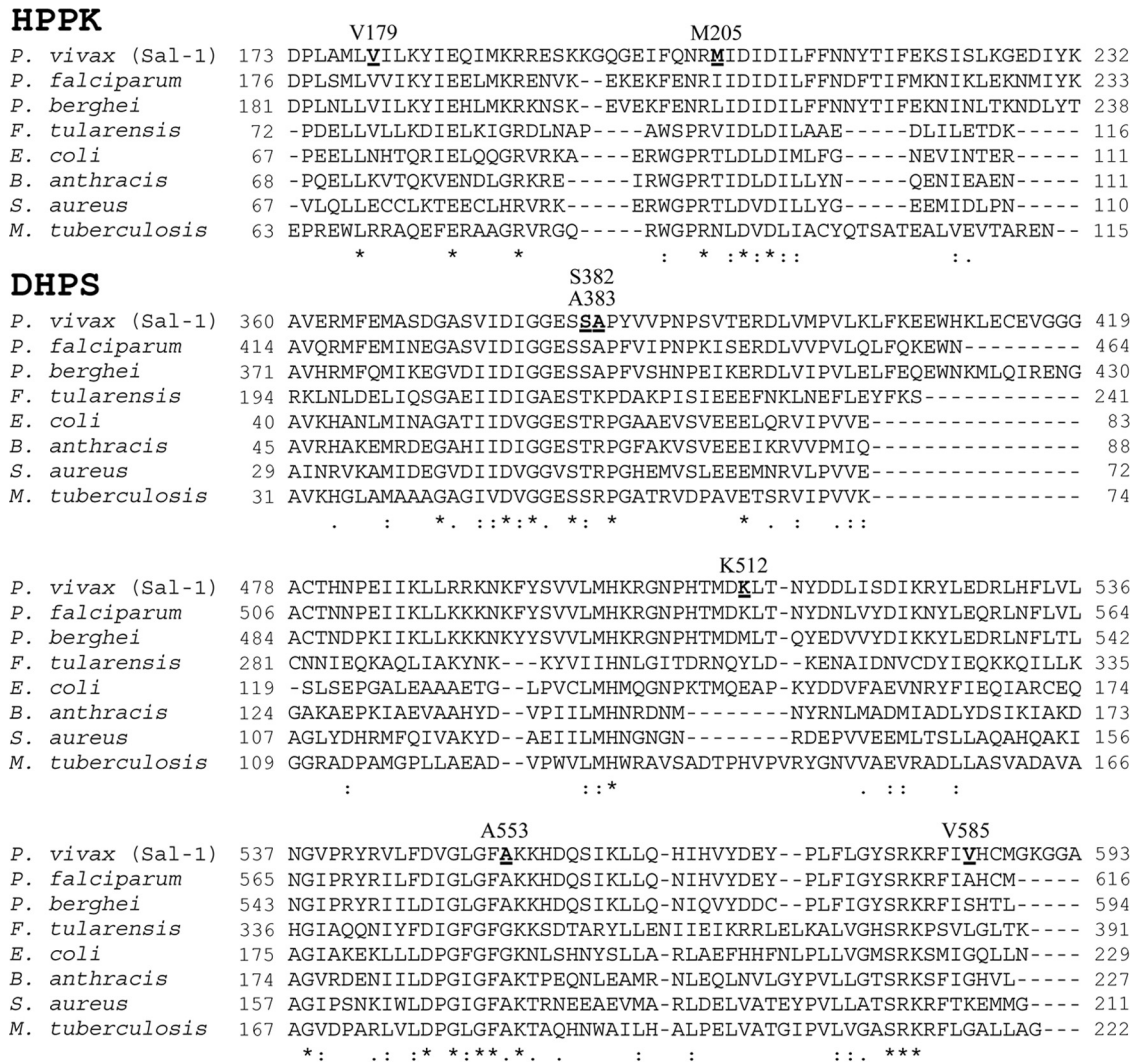 HPPK
V179 M205
P. vivax (Sal-1) 173 DPLAMLVILKYIEQIMKRRESKKGQGEIFQNRMIDIDILFFNNYTIFEKSISLKGEDIYK 232
P. falciparum 176 DPLSMLVVIKYIEELMKRENVK--EKEKFENRIIDIDILFFNDFTIFEKNIKLEKNMIYK 233
P. berghei 181 DPLNLLVILKYIEHLMKRKNSK--EVEKFENRLIDIDILFFNNYTIFEKNINLTKNDLYT 238
F. tularensis 72 -PDELLVLLKDIELKIGRDLNAP----AWSPRVIDLDILAAE----DLILETDK------ 116
E. coli 67 -PEELLNHTQRIELQQGRVRKA-----ERWGPRTLDLDIMLFG-----NEVINTER---- 111
B. anthracis 68 -PQELLKVTQKVENDLGRKRE------IRWGPRTIDLDILLYN-----QENIEAEN---- 111
S. aureus 67 -VLQLLECCLKTEECLHRVRK------ERWGPRTLDVDILLYG-----EEMIDLPN---- 110
M. tuberculosis 63 EPREWLRRAQEFERAAGRVRGQ------RWGPRNLDVDLIACYQTSATEALVEVTAREN-- 115
* * * : * :*:** : :.
DHPS
S382
A383
P. vivax (Sal-1) 360 AVERMFEMASDGASVIDIGGESSAPYVVPNPSVTERDLVMPVLKLFKEEWHKLECEVGGG 419
P. falciparum 414 AVQRMFEMINEGASVIDIGGESSAPFVIPNPKISERDLVVPVLQLFQKEWN--------- 464
P. berghei 371 AVHRMFQMIKEGVDIIDIGGESSAPFVSHNPEIKERDLVIPVLELFEQEWNKMLQIRENG 430
F. tularensis 194 RKLNLDELIQSGAEIIDIGAESTKPDAKPISIEEEFNKLNEFLEYFKS------------ 241
E. coli 40 AVKHANLMINAGATIIDVGGESTRPGAAEVSVEEELQRVIPVVE---------------- 83
B. anthracis 45 AVRHAKEMRDEGAHIIDIGGESTRPGFAKVSVEEEIKRVVPMIQ---------------- 88
S. aureus 29 AINRVKAMIDEGVDIIDVGGVSTRPGHEMVSLEEEMNRVLPVVE---------------- 72
M. tuberculosis 31 AVKHGLAMAAAGAGIVDVGGESSRPGATRVDPAVETSRVIPVVK---------------- 74
. : *. ::*:*. *: * * . : .::
K512
P. vivax (Sal-1) 478 ACTHNPEIIKLLRRKNKFYSVVLMHKRGNPHTMDKLT-NYDDLISDIKRYLEDRLHFLVL 536
P. falciparum 506 ACTNNPEIIKLLKKKNKFYSVVLMHKRGNPHTMDKLT-NYDNLVYDIKNYLEQRLNFLVL 564
P. berghei 484 ACTNDPKIIKLLKKKNKYYSVVLMHKRGNPHTMDMLT-QYEDVVYDIKKYLEDRLNFLTL 542
F. tularensis 281 CNNIEQKAQLIAKYNK---KYVIIHNLGITDRNQYLD-KENAIDNVCDYIEQKKQILLK 335
E. coli 119 -SLSEPGALEAAAETG---LPVCLMHMQGNPKTMQEAP-KYDDVFAEVNRYFIEQIARCEQ 174
B. anthracis 124 GAKAEPKIAEVAAHYD--VPIILMHNRDNM--------NYRNLMADMIADLYDSIKIAKD 173
S. aureus 107 AGLYDHRMFQIVAKYD--AEIILMHNGNGN--------RDEPVVEEMLTSLLAQAHQAKI 156
M. tuberculosis 109 GGRADPAMGPLLAEAD--VPWVLMHWRAVSADTPHVPVRYGNVVAEVRADLLASVADAVA 166
: ::* . :: :
A553 V585
P. vivax (Sal-1) 537 NGVPRYRVLFDVGLGFAKKHDQSIKLLQ-HIHVYDEY--PLFLGYSRKRFIVHCMGKGGA 593
P. falciparum 565 NGIPRYRILFDIGLGFAKKHDQSIKLLQ-NIHVYDEY--PLFIGYSRKRFIAHCM----- 616
P. berghei 543 NGIPRYRIILDIGLGFAKKHDQSIKLLQ-NIQVYDDC--PLFIGYSRKRFISHTL----- 594
F. tularensis 336 HGIAQQNIYFDIGFGFGKKSDTARYLLENIIEIKRRLELKALVGHSRKPSVLGLTK---- 391
E. coli 175 AGIAKEKLLLDPGFGFGKNLSHNYSLLA-RLAEFHHFNLPLLVGMSRKSMIGQLLN---- 229
B. anthracis 174 AGVRDENIILDPGIGFAKTPEQNLEAMR-NLEQLNVLGYPVLLGTSRKSFIGHVL----- 227
S. aureus 157 AGIPSNKIWLDPGIGFAKTRNEEAEVMA-RLDELVATEYPVLLATSRKRFTKEMMG---- 211
M. tuberculosis 167 AGVDPARLVLDPGLGFAKTAQHNWAILH-ALPELVATGIPVLVGASRKRFLGALLAG--- 222
*: .: :* *:**.*. . : : ::. ***